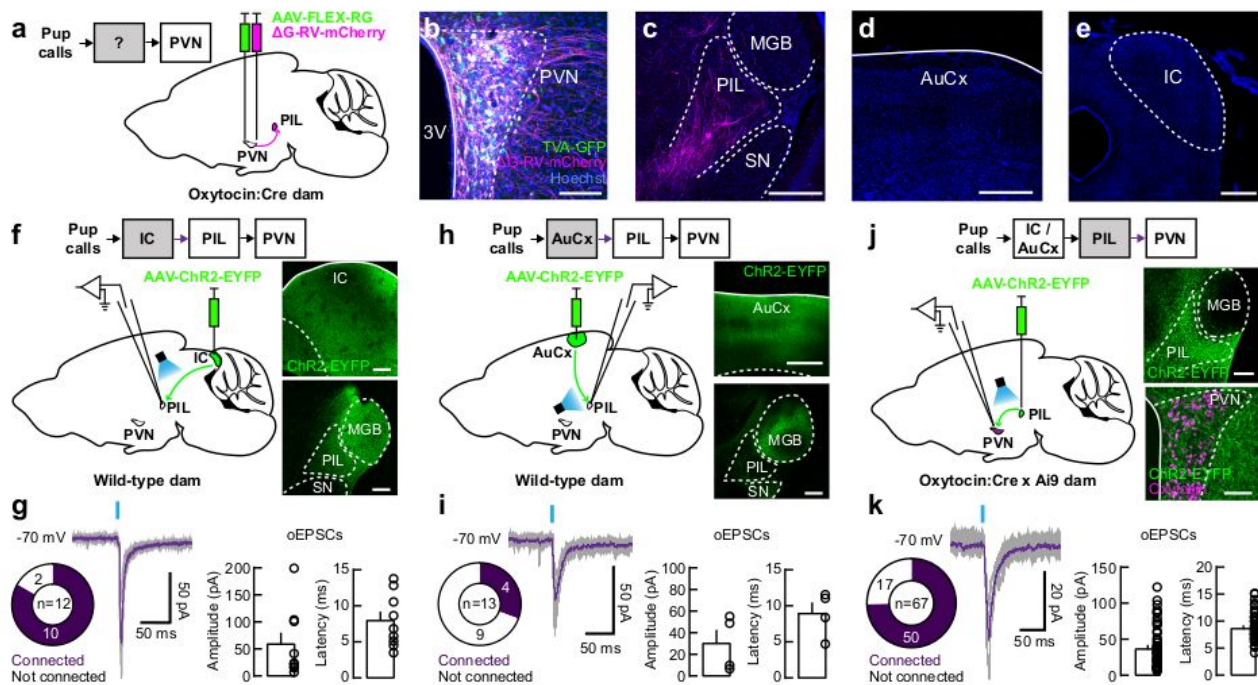 a
Pup calls
?
PVN
AAV-FLEX-RG
ΔG-RV-mCherry
PIL
PVN
Oxytocin:Cre dam
b
PVN
3V
TVA-GFP
ΔG-RV-mCherry
Hoechst
c
MGB
PIL
SN
d
AuCx
e
IC
f
Pup calls
IC
PIL
PVN
AAV-ChR2-EYFP
IC
PIL
PVN
Wild-type dam
IC
ChR2-EYFP
MGB
PIL
SN
h
Pup calls
AuCx
PIL
PVN
AAV-ChR2-EYFP
AuCx
PIL
PVN
Wild-type dam
ChR2-EYFP
AuCx
MGB
PIL
SN
j
Pup calls
IC / AuCx
PIL
PVN
AAV-ChR2-EYFP
PIL
PVN
Oxytocin:Cre x Ai9 dam
MGB
PIL
ChR2-EYFP
PVN
ChR2-EYFP
g
-70 mV
2
n=12
10
Connected
Not connected
50 pA
50 ms
oEPSCs
Amplitude (pA)
200
150
100
50
0
Latency (ms)
15
10
5
0
i
-70 mV
4
n=13
9
Connected
Not connected
50 pA
50 ms
oEPSCs
Amplitude (pA)
100
80
60
40
20
0
Latency (ms)
15
10
5
0
k
-70 mV
17
n=67
50
Connected
Not connected
20 pA
50 ms
oEPSCs
Amplitude (pA)
150
100
50
0
Latency (ms)
20
15
10
5
0